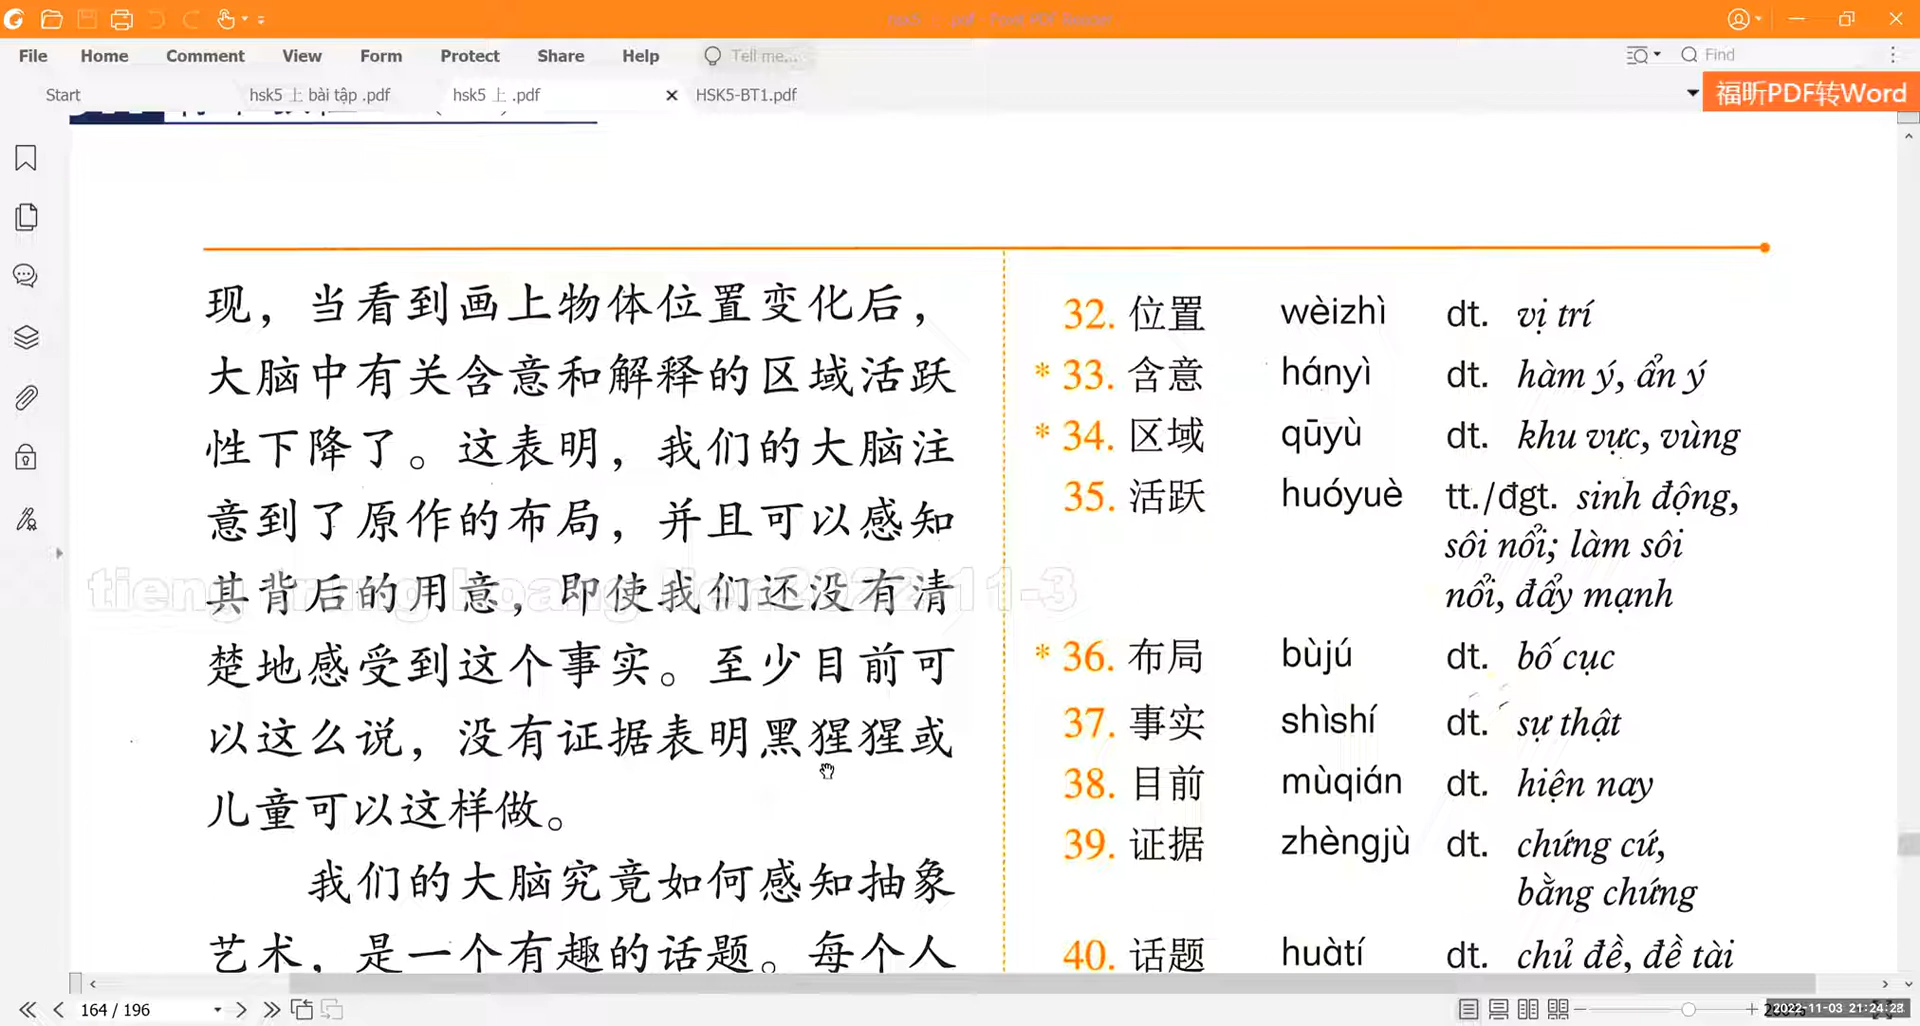 File Home Comment View Form Protect Share Help Tell me... Find
Start hsk5 上 bài tập .pdf hsk5 上 .pdf HSK5-BT1.pdf 福昕PDF转Word
现，当看到画上物体位置变化后，
大脑中有关含意和解释的区域活跃
性下降了。这表明，我们的大脑注
意到了原作的布局，并且可以感知
其背后的用意，即使我们还没有清
楚地感受到这个事实。至少目前可
以这么说，没有证据表明黑猩猩或
儿童可以这样做。
我们的大脑究竟如何感知抽象
艺术，是一个有趣的话题。每个人
32. 位置 wèizhì dt. vị trí
* 33. 含意 hányì dt. hàm ý, ẩn ý
* 34. 区域 qūyù dt. khu vực, vùng
35. 活跃 huóyuè tt./đgt. sinh động,
sôi nổi; làm sôi
nổi, đẩy mạnh
* 36. 布局 bùjú dt. bố cục
37. 事实 shìshí dt. sự thật
38. 目前 mùqián dt. hiện nay
39. 证据 zhèngjù dt. chứng cứ,
bằng chứng
40. 话题 huàtí dt. chủ đề, đề tài
tieng trung hoang lien2022-11-3
164 / 196
2022-11-03 21:24:28